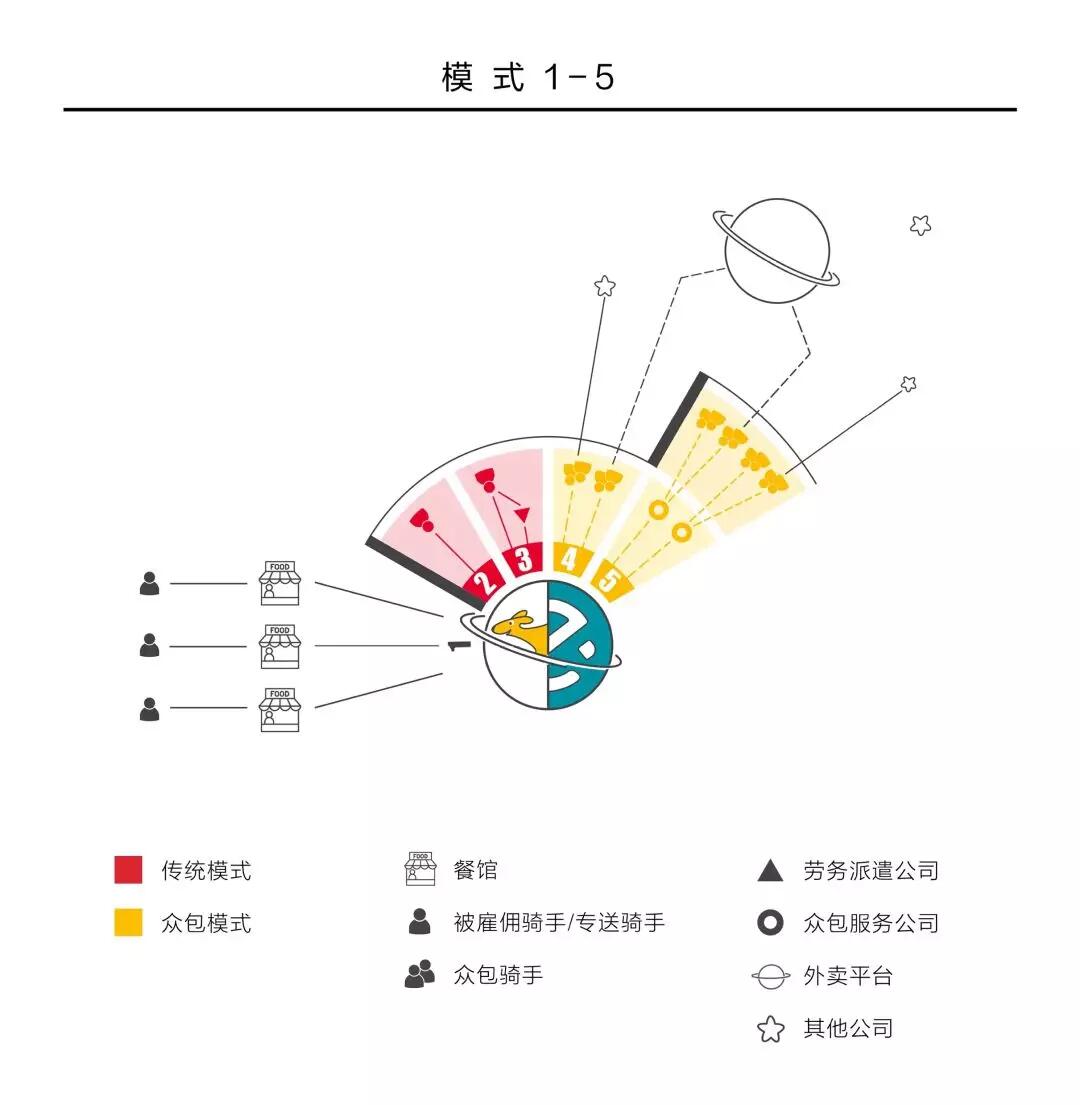 模式 1-5
2
3
4
5
FOOD
FOOD
1
FOOD
传统模式
众包模式
FOOD
餐馆
被雇佣骑手/专送骑手
众包骑手
劳务派遣公司
众包服务公司
外卖平台
其他公司